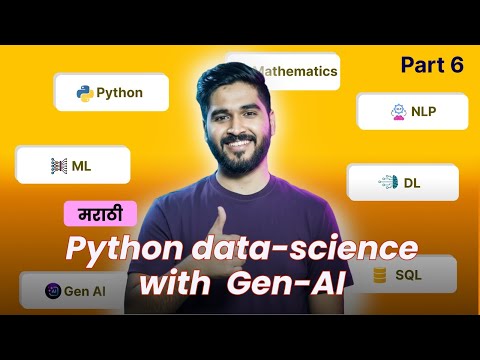 Part 6
Mathematics
Python
NLP
ML
DL
मराठी
Python data-science
with Gen-AI
Gen AI
SQL